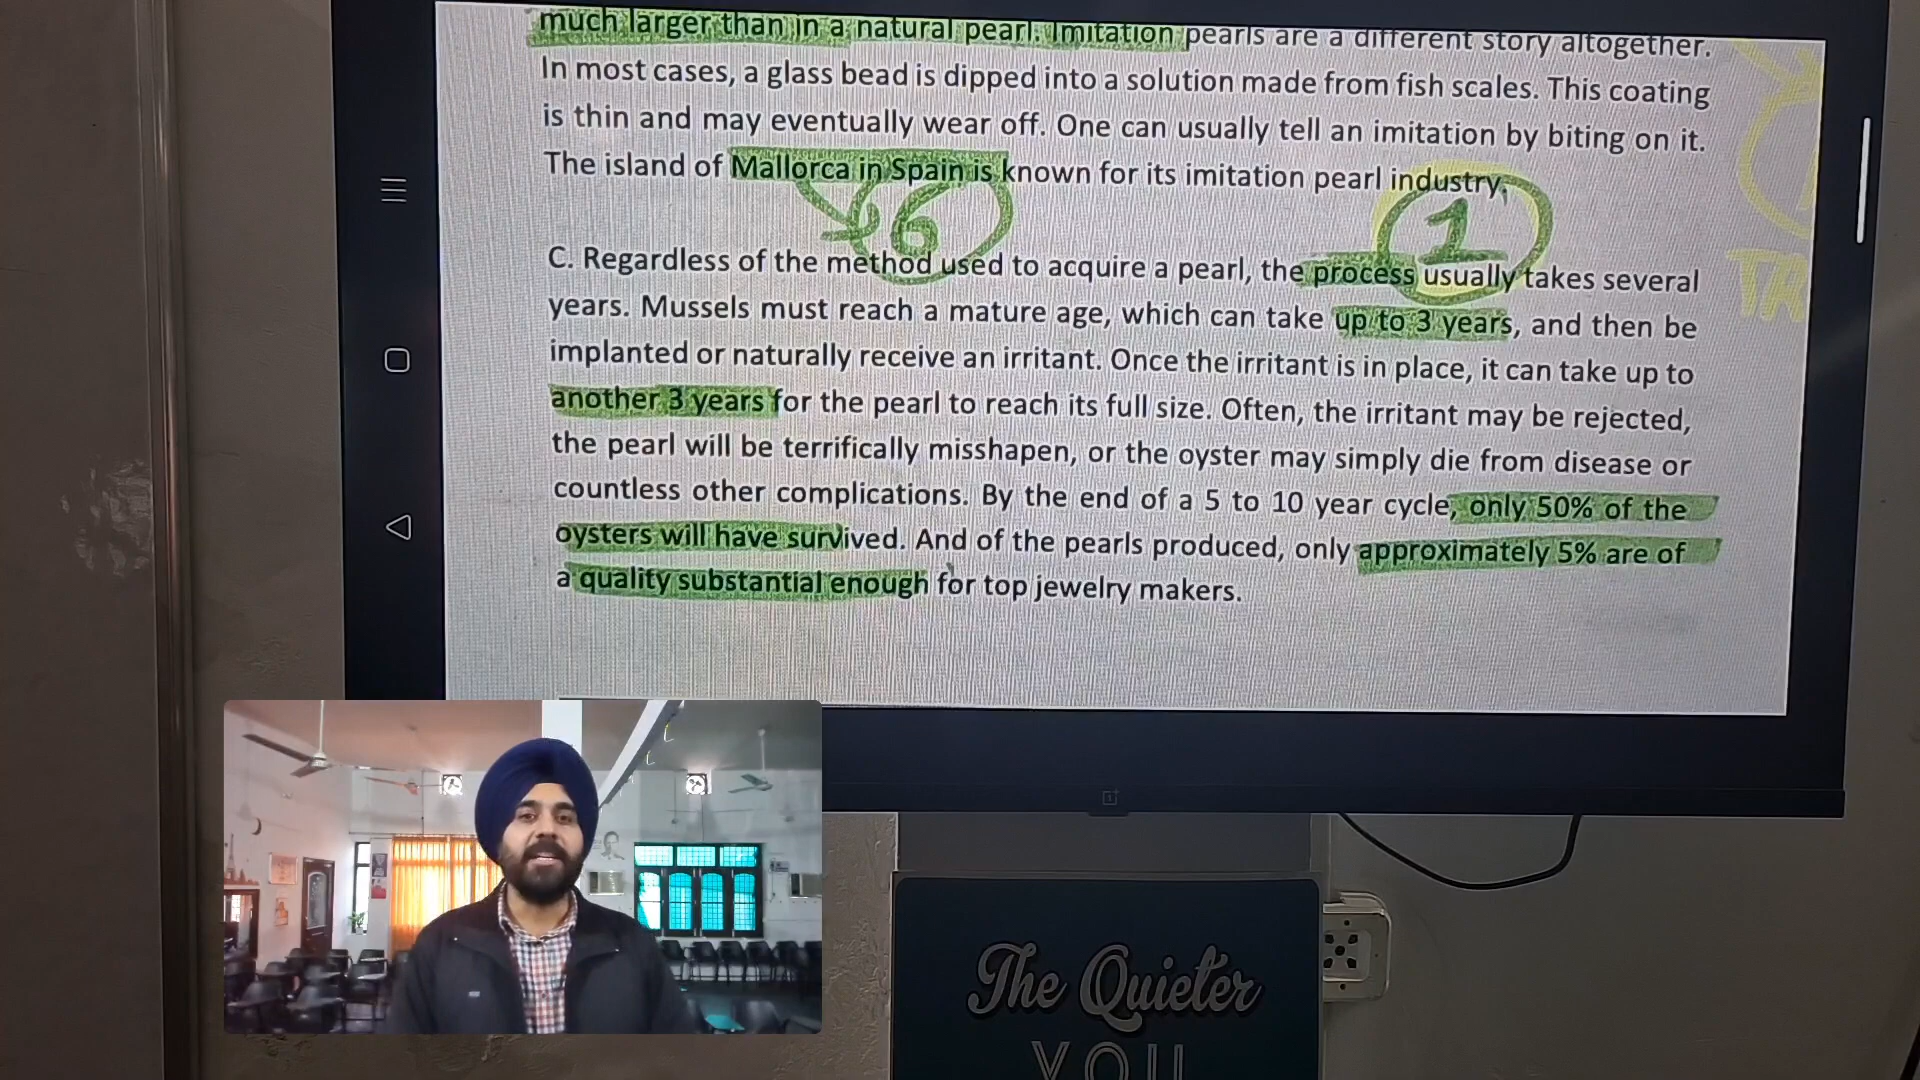 much larger than in a natural pearl. Imitation pearls are a different story altogether.
In most cases, a glass bead is dipped into a solution made from fish scales. This coating
is thin and may eventually wear off. One can usually tell an imitation by biting on it.
The island of Mallorca in Spain is known for its imitation pearl industry.
6
1
C. Regardless of the method used to acquire a pearl, the process usually takes several
years. Mussels must reach a mature age, which can take up to 3 years, and then be
implanted or naturally receive an irritant. Once the irritant is in place, it can take up to
another 3 years for the pearl to reach its full size. Often, the irritant may be rejected,
the pearl will be terrifically misshapen, or the oyster may simply die from disease or
countless other complications. By the end of a 5 to 10 year cycle, only 50% of the
oysters will have survived. And of the pearls produced, only approximately 5% are of
a quality substantial enough for top jewelry makers.
TR
The Quieter
YOU